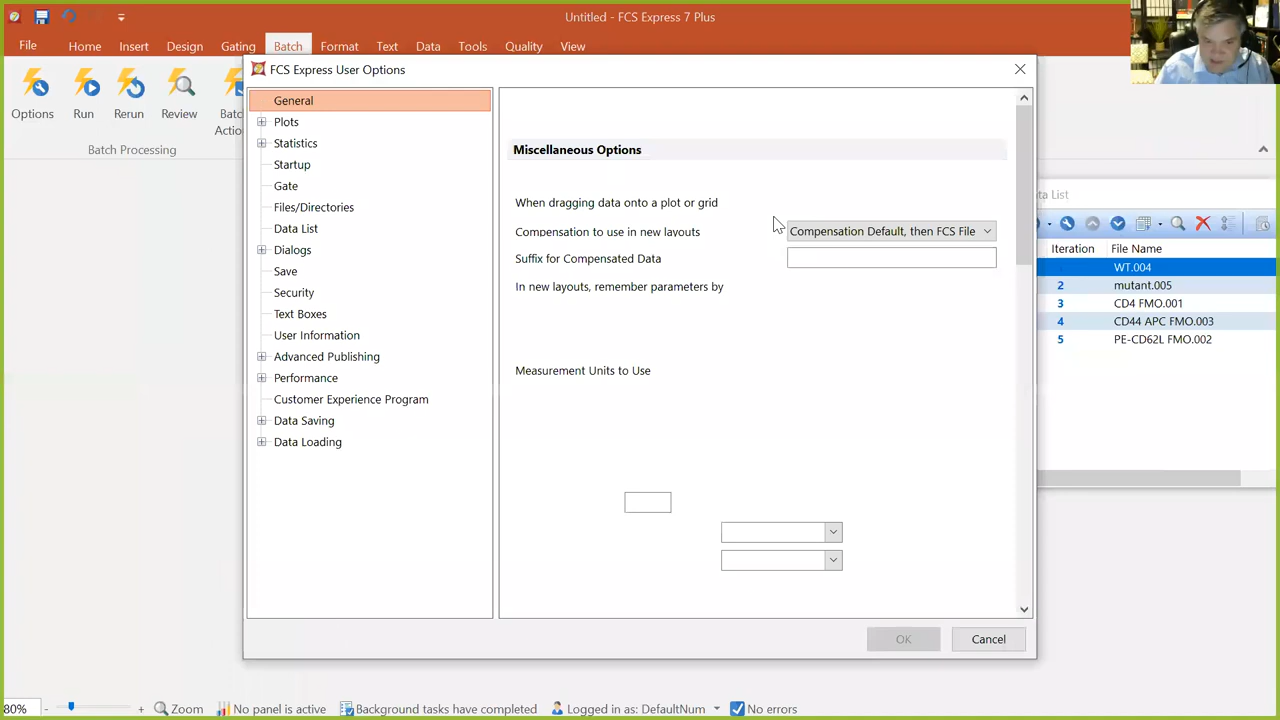 Untitled - FCS Express 7 Plus
File Home Insert Design Gating Batch Format Text Data Tools Quality View
Options Run Rerun Review
Batch Processing
FCS Express User Options
General
Plots
Statistics
Startup
Gate
Files/Directories
Data List
Dialogs
Save
Security
Text Boxes
User Information
Advanced Publishing
Performance
Customer Experience Program
Data Saving
Data Loading
Miscellaneous Options
When dragging data onto a plot or grid
Compensation to use in new layouts Compensation Default, then FCS File
Suffix for Compensated Data
In new layouts, remember parameters by
Measurement Units to Use
OK Cancel
List
Iteration File Name
WT.004
2 mutant.005
3 CD4 FMO.001
4 CD44 APC FMO.003
5 PE-CD62L FMO.002
80% - + Zoom No panel is active Background tasks have completed Logged in as: DefaultNum No errors